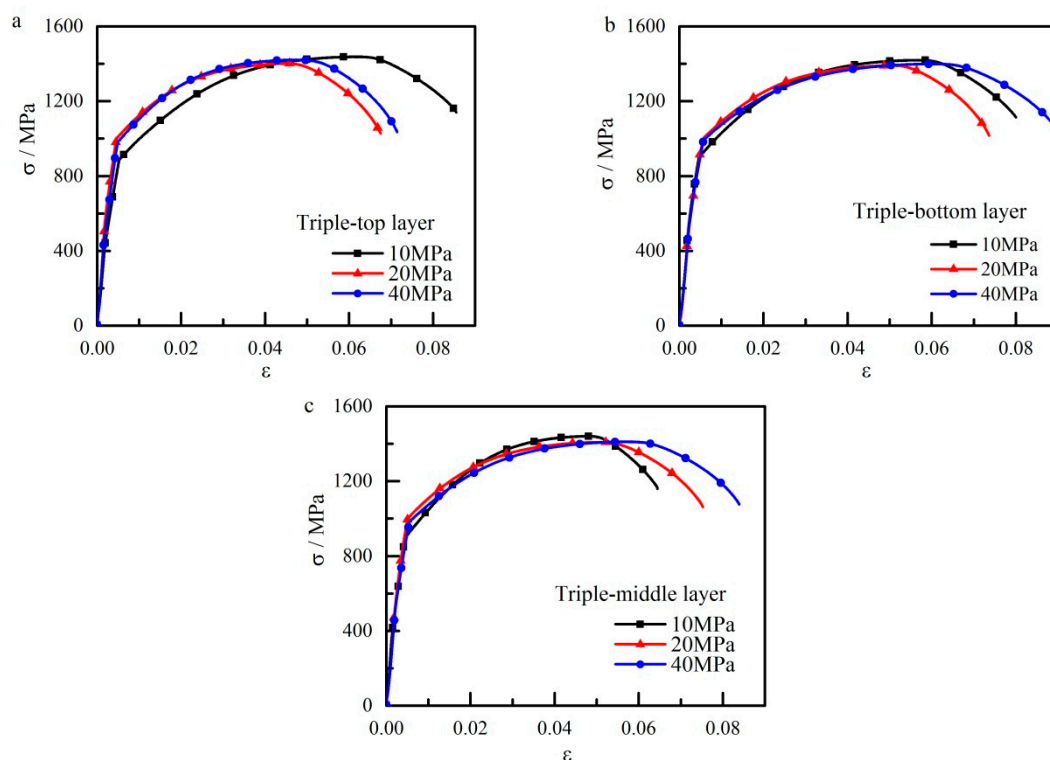 a
1600
1200
800
400
0
σ / MPa
Triple-top layer
10MPa
20MPa
40MPa
0.00 0.02 0.04 0.06 0.08
ε
b
1600
1200
800
400
0
σ / MPa
Triple-bottom layer
10MPa
20MPa
40MPa
0.00 0.02 0.04 0.06 0.08
ε
c
1600
1200
800
400
0
σ / MPa
Triple-middle layer
10MPa
20MPa
40MPa
0.00 0.02 0.04 0.06 0.08
ε